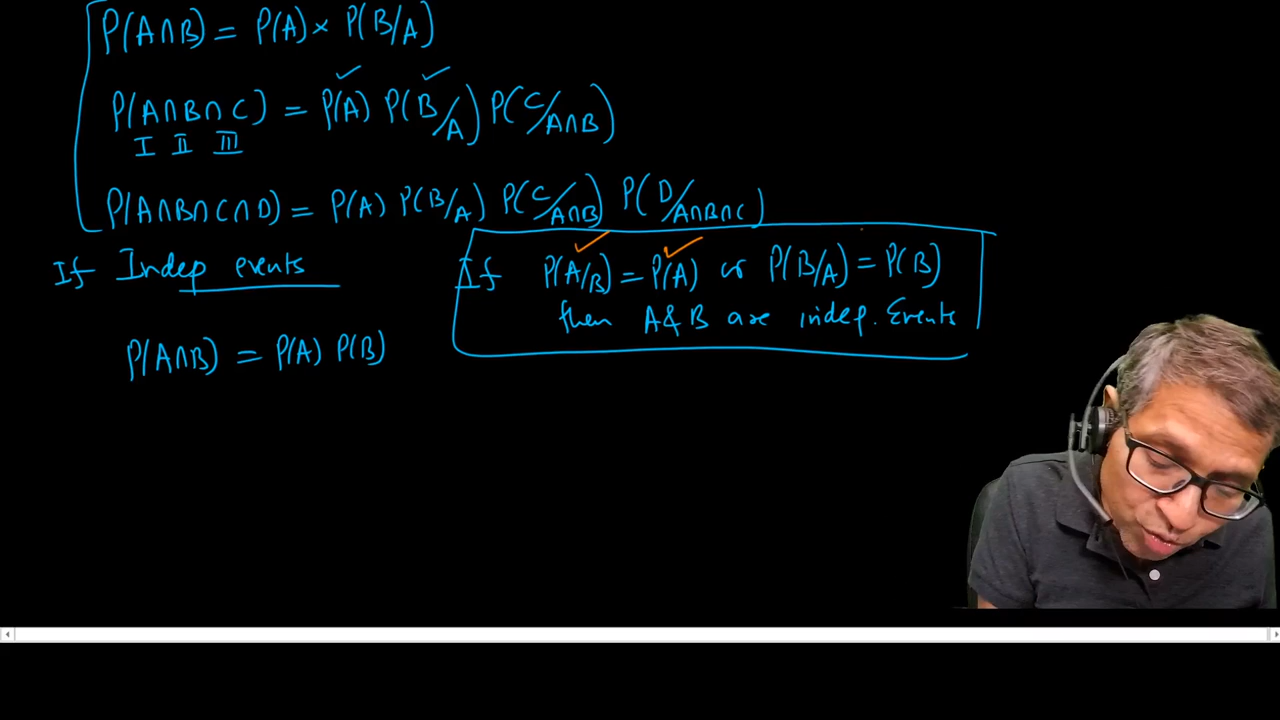 P(A∩B) = P(A) × P(B/A)
P(A∩B∩C) = P(A) P(B/A) P(C/A∩B)
I II III
P(A∩B∩C∩D) = P(A) P(B/A) P(C/A∩B) P(D/A∩B∩C)
If Indep events
P(A∩B) = P(A) P(B)
If P(A/B) = P(A) or P(B/A) = P(B)
then A&B are indep. Events